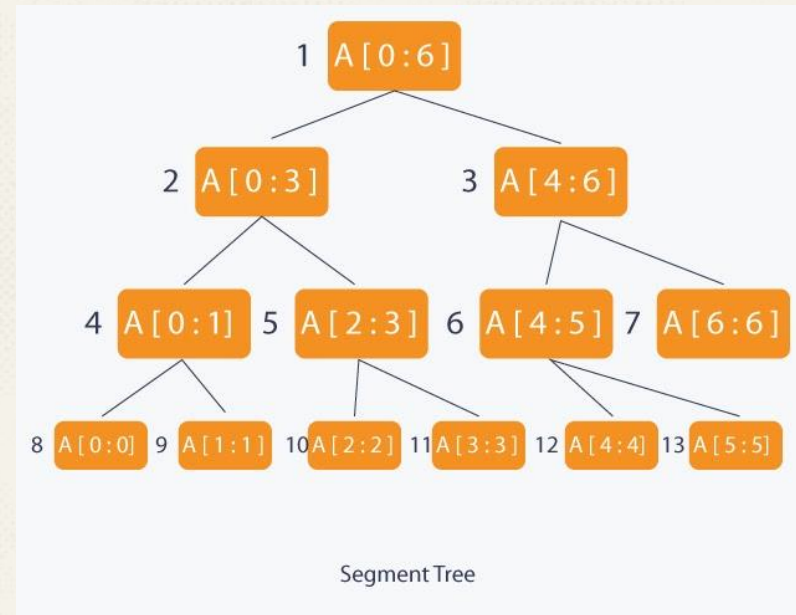 1 A[0:6]
2 A[0:3] 3 A[4:6]
4 A[0:1] 5 A[2:3] 6 A[4:5] 7 A[6:6]
8 A[0:0] 9 A[1:1] 10 A[2:2] 11 A[3:3] 12 A[4:4] 13 A[5:5]
Segment Tree